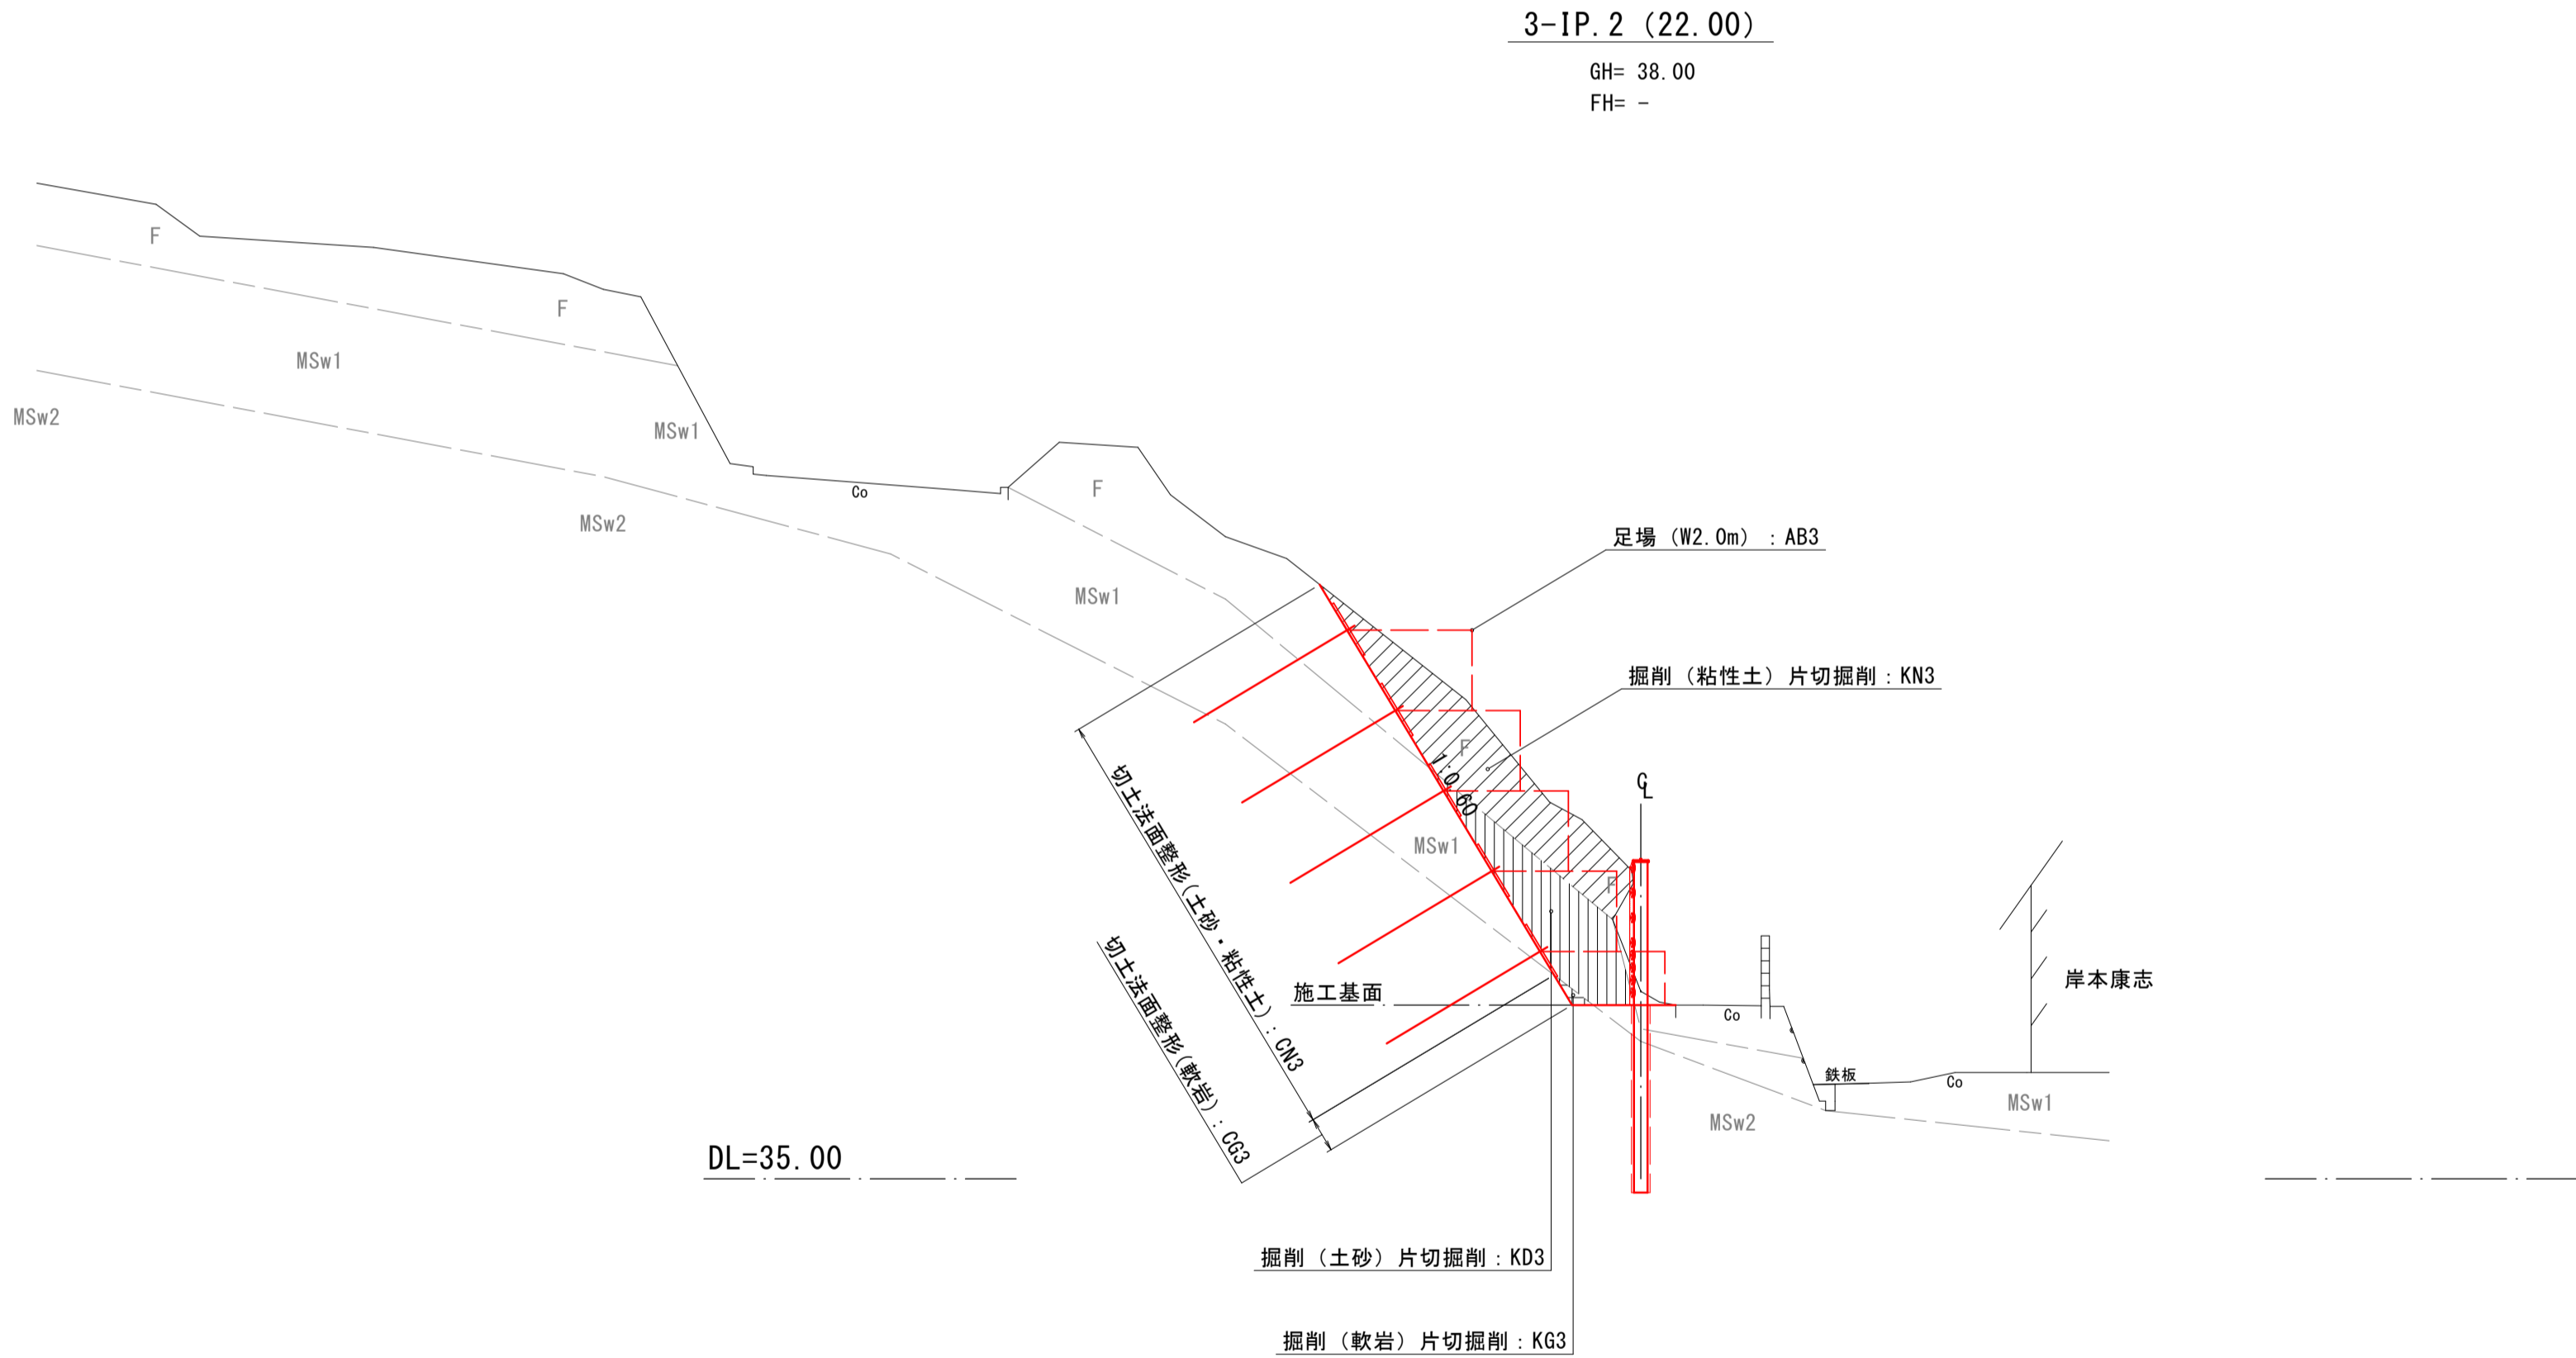 3-IP.2 (22.00)
GH= 38.00
FH= -
F
F
MSw1
MSw2
MSw1
Co
F
MSw2
足場（W2.0m）：AB3
MSw1
掘削（粘性土）片切掘削：KN3
F
1:0.60
CL
切土法面整形(土砂・粘性土)：CN3
MSw1
F
切土法面整形(軟岩)：CG3
施工基面
岸本康志
Co
鉄板
Co
MSw1
MSw2
DL=35.00
掘削（土砂）片切掘削：KD3
掘削（軟岩）片切掘削：KG3